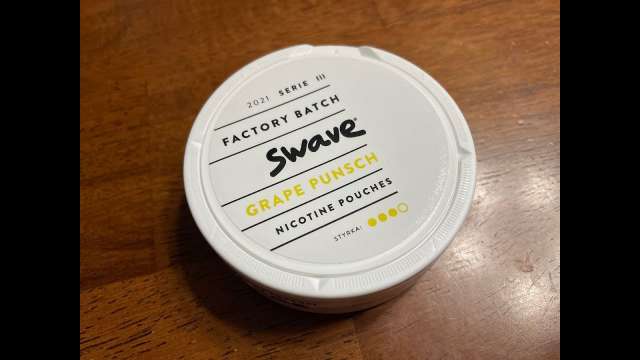 2021 SERIE III
FACTORY BATCH
swave
GRAPE PUNSCH
NICOTINE POUCHES
STYRKA: